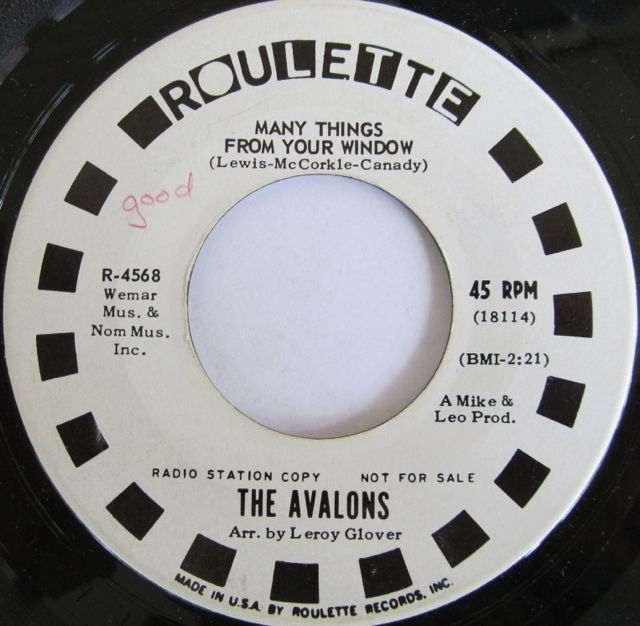 ROULETTE
MANY THINGS
FROM YOUR WINDOW
(Lewis-McCorkle-Canady)
good
R-4568
Wemar
Mus. &
Nom Mus.
Inc.
45 RPM
(18114)
(BMI-2:21)
A Mike &
Leo Prod.
RADIO STATION COPY NOT FOR SALE
THE AVALONS
Arr. by Leroy Glover
MADE IN U.S.A. BY ROULETTE RECORDS, INC.